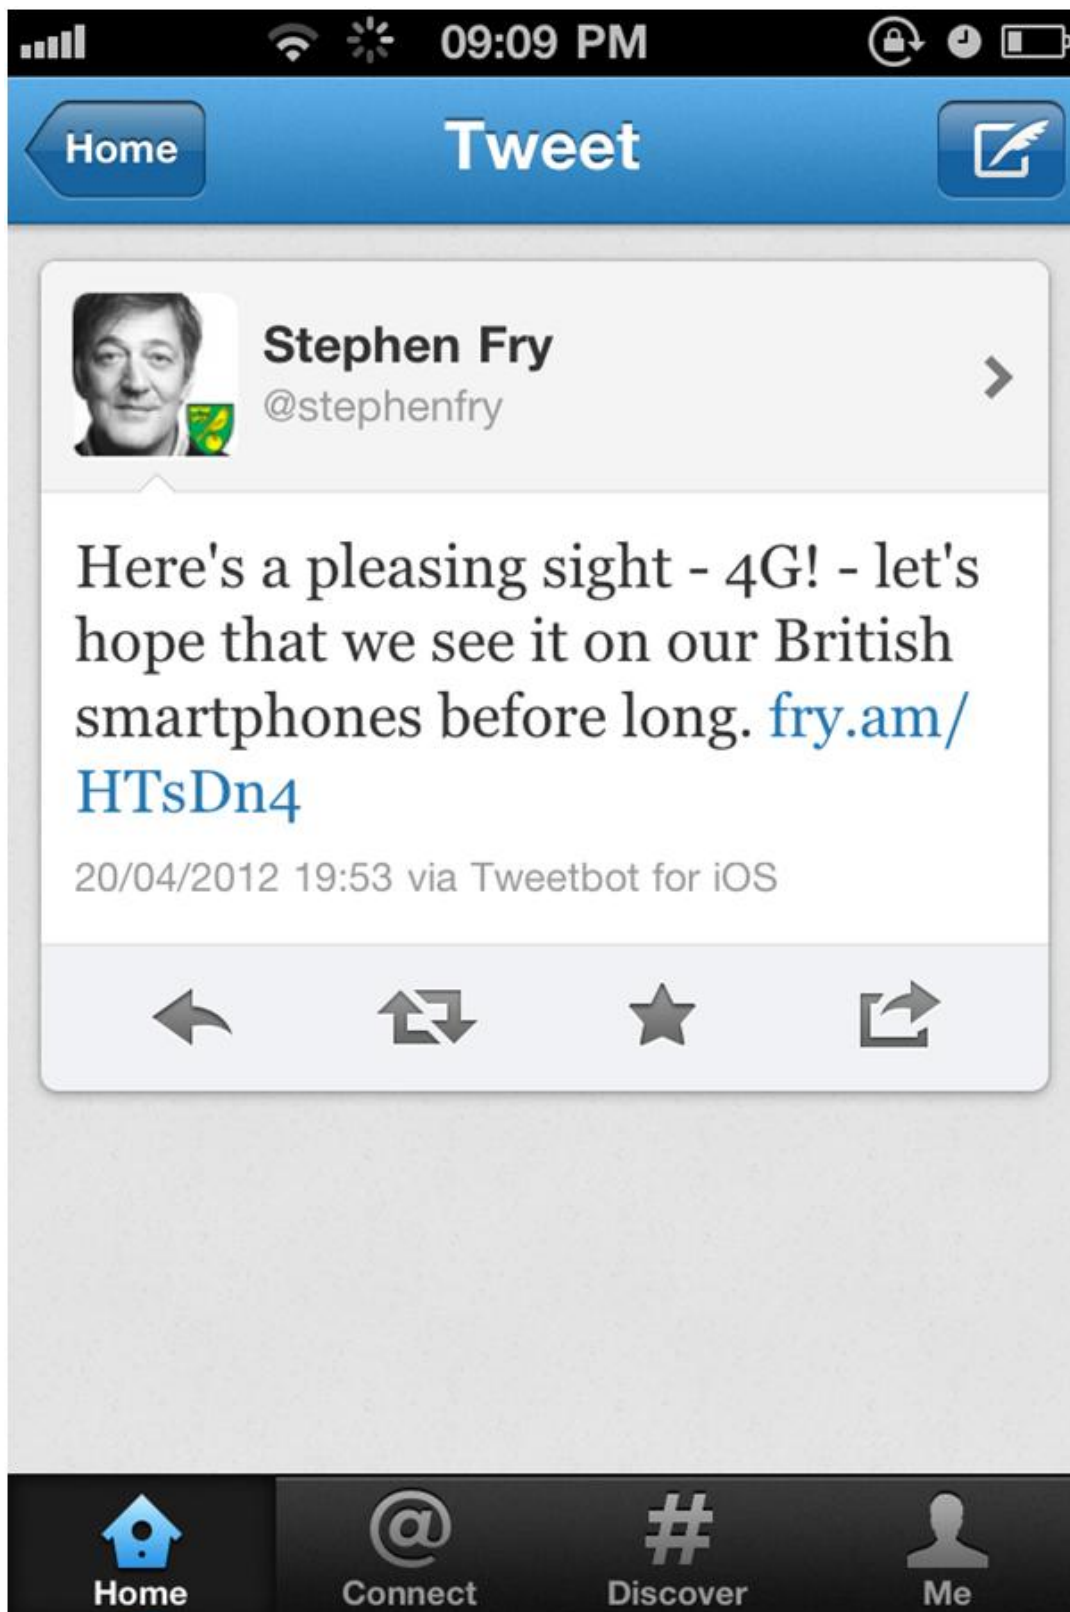 09:09 PM
Home
Tweet
Stephen Fry
@stephenfry
Here's a pleasing sight - 4G! - let's
hope that we see it on our British
smartphones before long. fry.am/
HTsDn4
20/04/2012 19:53 via Tweetbot for iOS
Home
@
Connect
#
Discover
Me